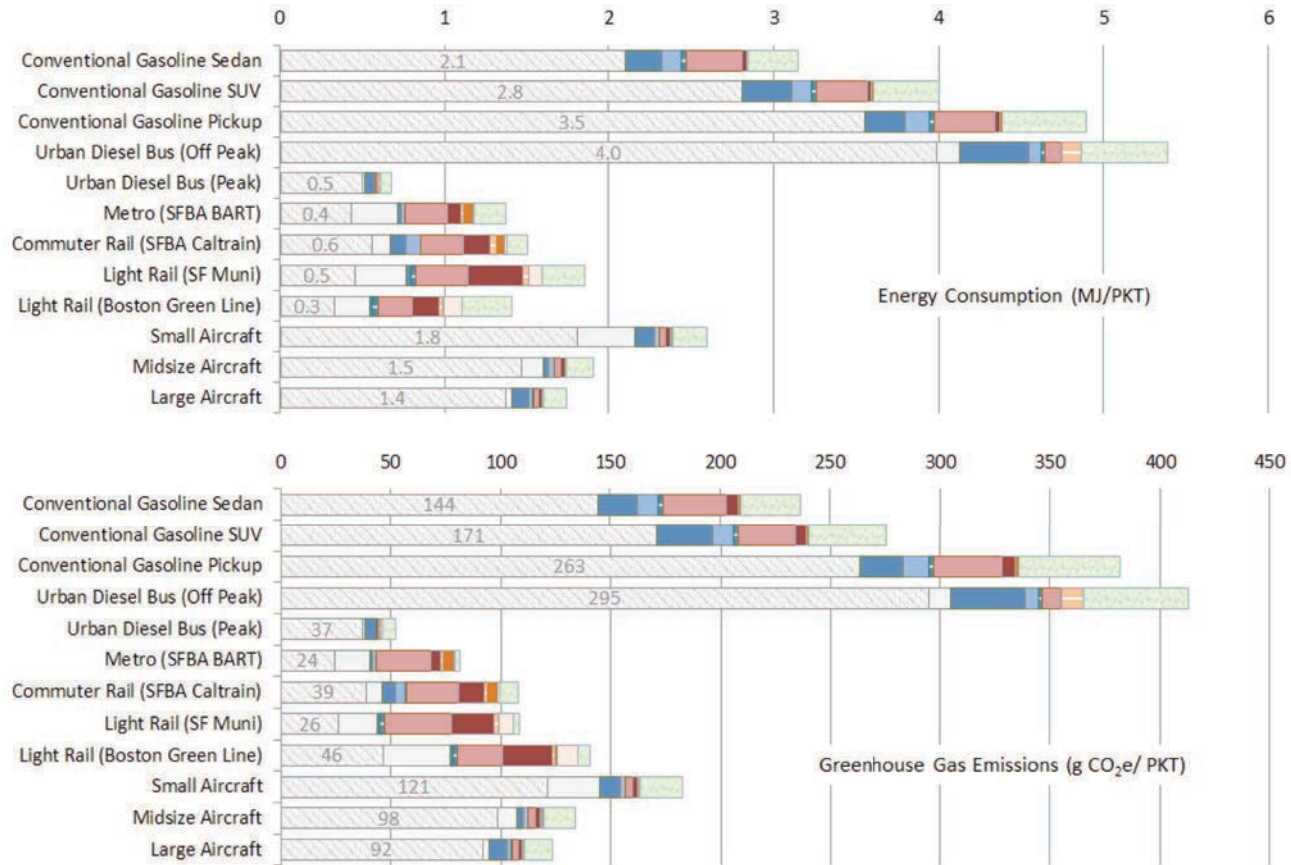 0 1 2 3 4 5 6
Conventional Gasoline Sedan 2.1
Conventional Gasoline SUV 2.8
Conventional Gasoline Pickup 3.5
Urban Diesel Bus (Off Peak) 4.0
Urban Diesel Bus (Peak) 0.5
Metro (SFBA BART) 0.4
Commuter Rail (SFBA Caltrain) 0.6
Light Rail (SF Muni) 0.5
Energy Consumption (MJ/PKT)
Light Rail (Boston Green Line) 0.3
Small Aircraft 1.8
Midsize Aircraft 1.5
Large Aircraft 1.4
0 50 100 150 200 250 300 350 400 450
Conventional Gasoline Sedan 144
Conventional Gasoline SUV 171
Conventional Gasoline Pickup 263
Urban Diesel Bus (Off Peak) 295
Urban Diesel Bus (Peak) 37
Metro (SFBA BART) 24
Commuter Rail (SFBA Caltrain) 39
Light Rail (SF Muni) 26
Light Rail (Boston Green Line) 46
Greenhouse Gas Emissions (g CO₂e/ PKT)
Small Aircraft 121
Midsize Aircraft 98
Large Aircraft 92